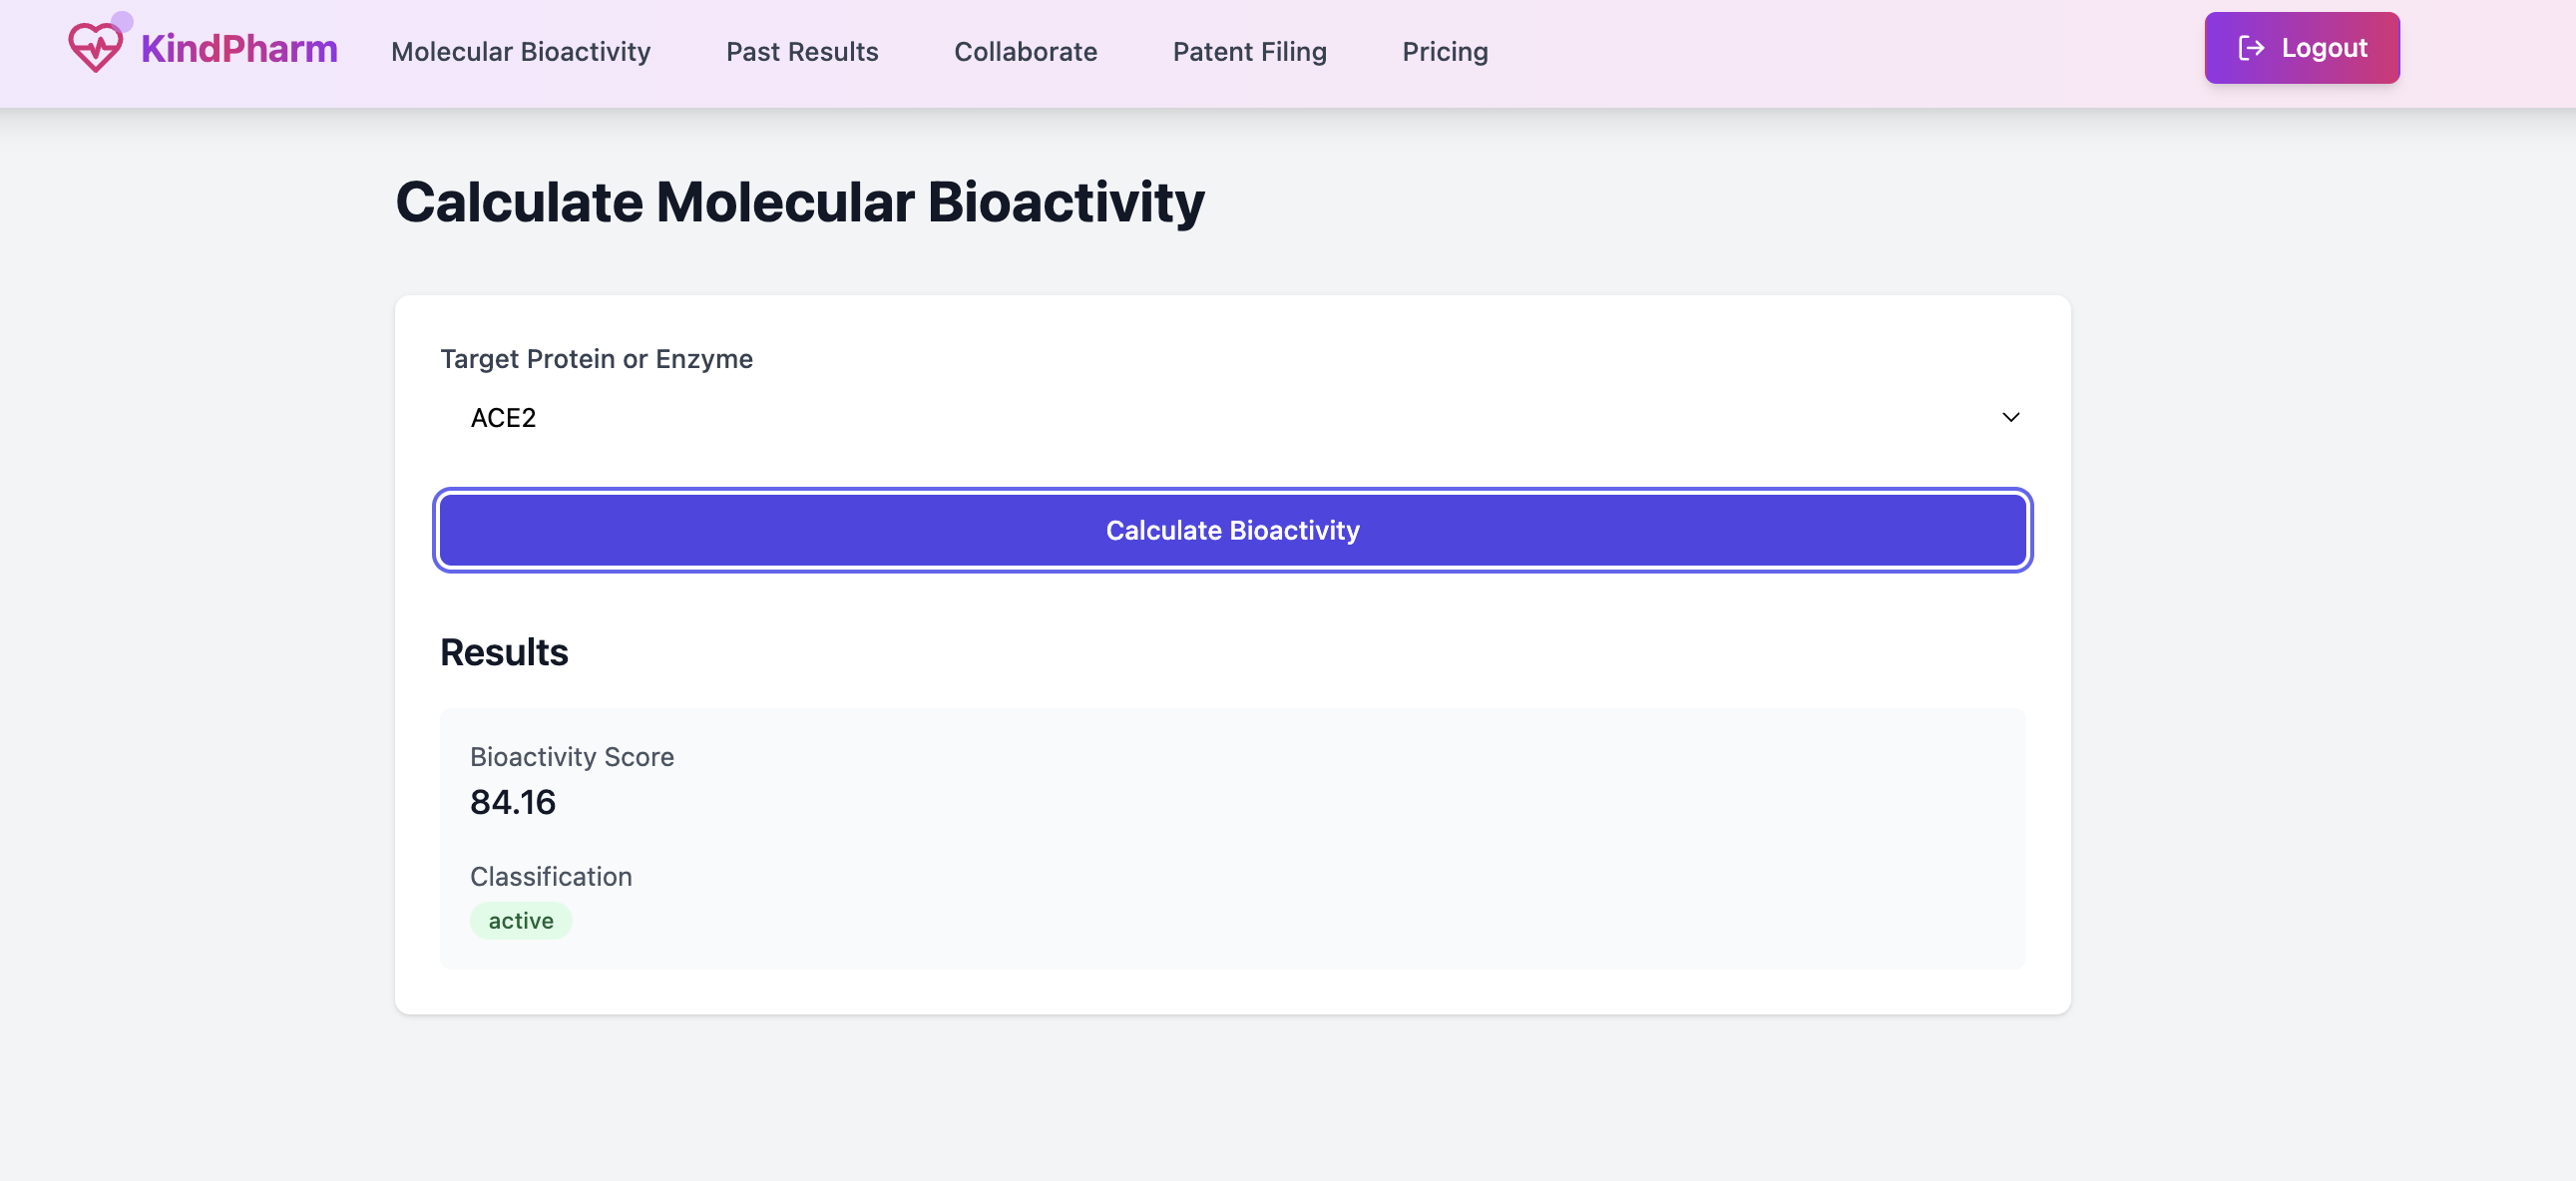 KindPharm
Molecular Bioactivity
Past Results
Collaborate
Patent Filing
Pricing
Logout
Calculate Molecular Bioactivity
Target Protein or Enzyme
ACE2
Calculate Bioactivity
Results
Bioactivity Score
84.16
Classification
active